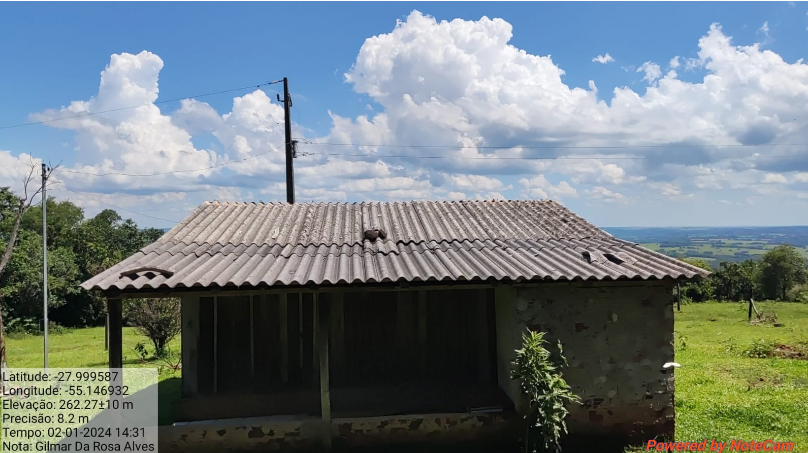 Latitude: -27.999587
Longitude: -55.146932
Elevação: 262.27±10 m
Precisão: 8.2 m
Tempo: 02-01-2024 14:31
Nota: Gilmar Da Rosa Alves
Powered by NoteCam